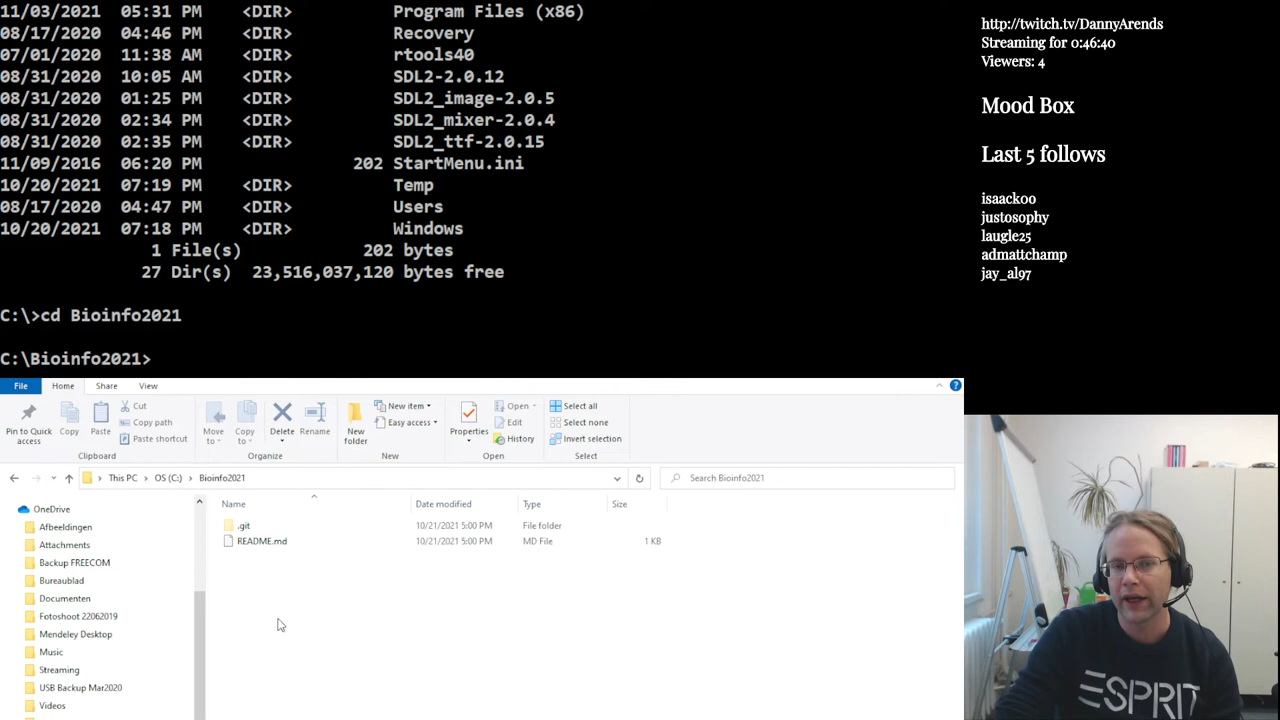 11/03/2021 05:31 PM <DIR> Program Files (x86)
08/17/2020 04:46 PM <DIR> Recovery
07/01/2020 11:38 AM <DIR> rtools40
08/31/2020 10:05 AM <DIR> SDL2-2.0.12
08/31/2020 01:25 PM <DIR> SDL2_image-2.0.5
08/31/2020 02:34 PM <DIR> SDL2_mixer-2.0.4
08/31/2020 02:35 PM <DIR> SDL2_ttf-2.0.15
11/09/2016 06:20 PM 202 StartMenu.ini
10/20/2021 07:19 PM <DIR> Temp
08/17/2020 04:47 PM <DIR> Users
10/20/2021 07:18 PM <DIR> Windows
1 File(s) 202 bytes
27 Dir(s) 23,516,037,120 bytes free
C:\>cd Bioinfo2021
C:\Bioinfo2021>
http://twitch.tv/DannyArends
Streaming for 0:46:40
Viewers: 4
Mood Box
Last 5 follows
isaackoo
justosophy
laugle25
admattchamp
jay_al97
File Home Share View
Pin to Quick access
Copy
Paste
Cut
Copy path
Paste shortcut
Clipboard
Move to
Copy to
Delete
Rename
Organize
New folder
New item
Easy access
New
Properties
Open
Edit
History
Open
Select all
Select none
Invert selection
Select
This PC > OS (C:) > Bioinfo2021
Search Bioinfo2021
Name Date modified Type Size
.git 10/21/2021 5:00 PM File folder
README.md 10/21/2021 5:00 PM MD File 1 KB
OneDrive
Afbeeldingen
Attachments
Backup FREECOM
Bureaublad
Documenten
Fotoshoot 22062019
Mendeley Desktop
Music
Streaming
USB Backup Mar2020
Videos
ESPRIT